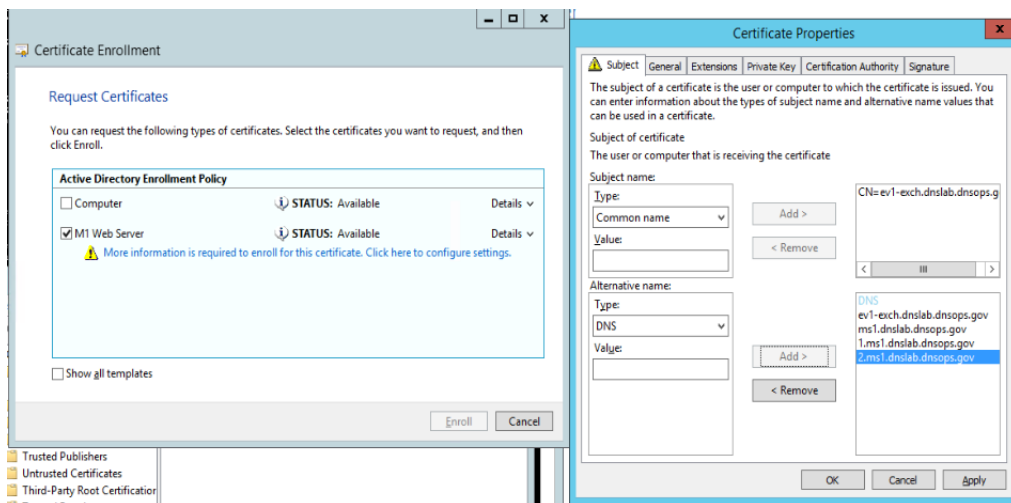 Certificate Enrollment
Request Certificates
You can request the following types of certificates. Select the certificates you want to request, and then
click Enroll.
Active Directory Enrollment Policy
Computer
STATUS: Available
Details
M1 Web Server
STATUS: Available
Details
More information is required to enroll for this certificate. Click here to configure settings.
Show all templates
Enroll
Cancel
Trusted Publishers
Untrusted Certificates
Third-Party Root Certification
Certificate Properties
Subject
General
Extensions
Private Key
Certification Authority
Signature
The subject of a certificate is the user or computer to which the certificate is issued. You
can enter information about the types of subject name and alternative name values that
can be used in a certificate.
Subject of certificate
The user or computer that is receiving the certificate
Subject name:
Type:
Common name
Value:
Add >
< Remove
CN=ev1-exch.dnslab.dnsops.g
Alternative name:
Type:
DNS
Value:
Add >
< Remove
DNS
ev1-exch.dnslab.dnsops.gov
ms1.dnslab.dnsops.gov
1.ms1.dnslab.dnsops.gov
2.ms1.dnslab.dnsops.gov
OK
Cancel
Apply